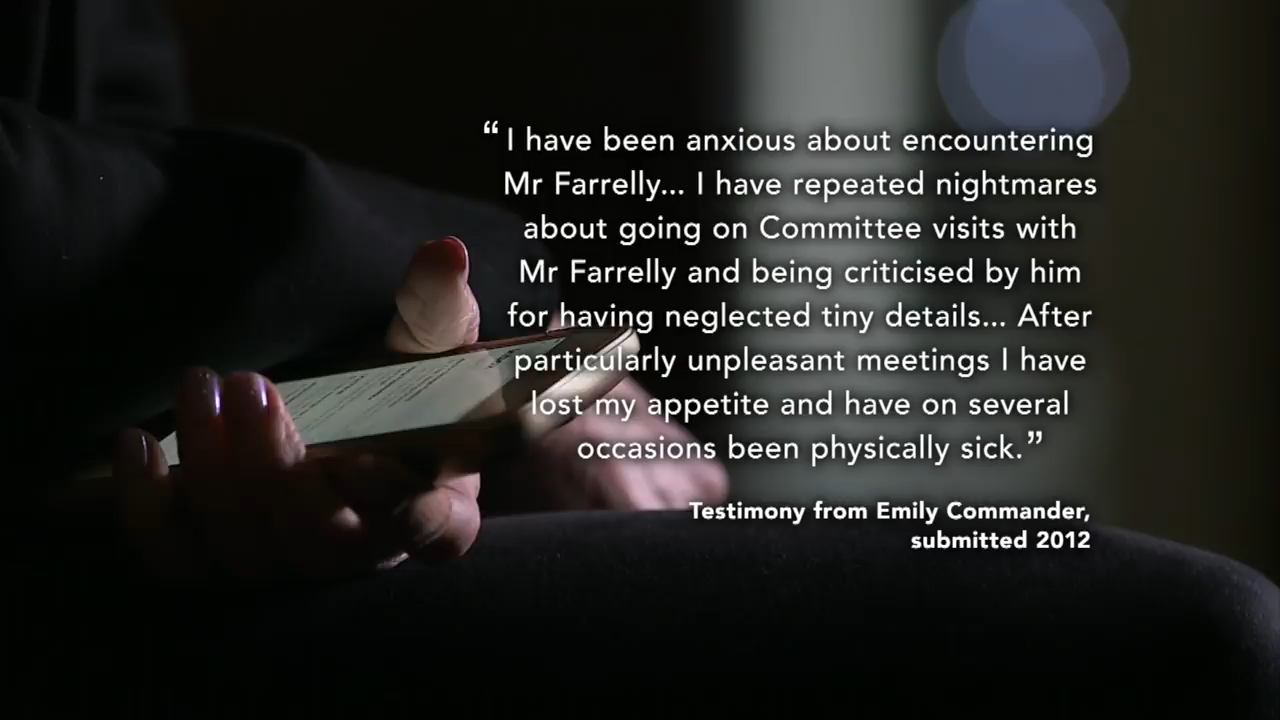 “ I have been anxious about encountering
Mr Farrelly... I have repeated nightmares
about going on Committee visits with
Mr Farrelly and being criticised by him
for having neglected tiny details... After
particularly unpleasant meetings I have
lost my appetite and have on several
occasions been physically sick.”
Testimony from Emily Commander,
submitted 2012